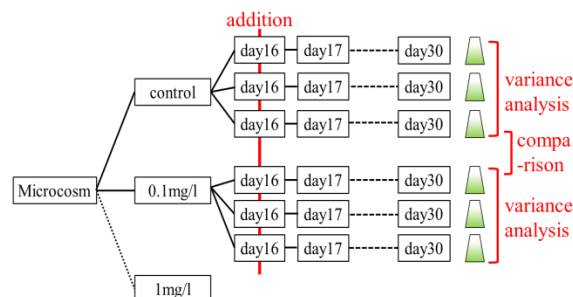 addition
day16 day17 day30
day16 day17 day30
control
variance
analysis
day16 day17 day30
compa
-rison
day16 day17 day30
Microcosm
0.1mg/l
day16 day17 day30
variance
analysis
day16 day17 day30
1mg/l